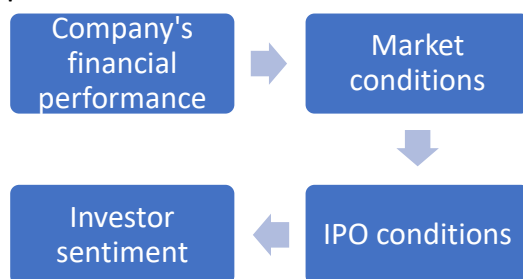 Company's
financial
performance
Market
conditions
IPO conditions
Investor
sentiment